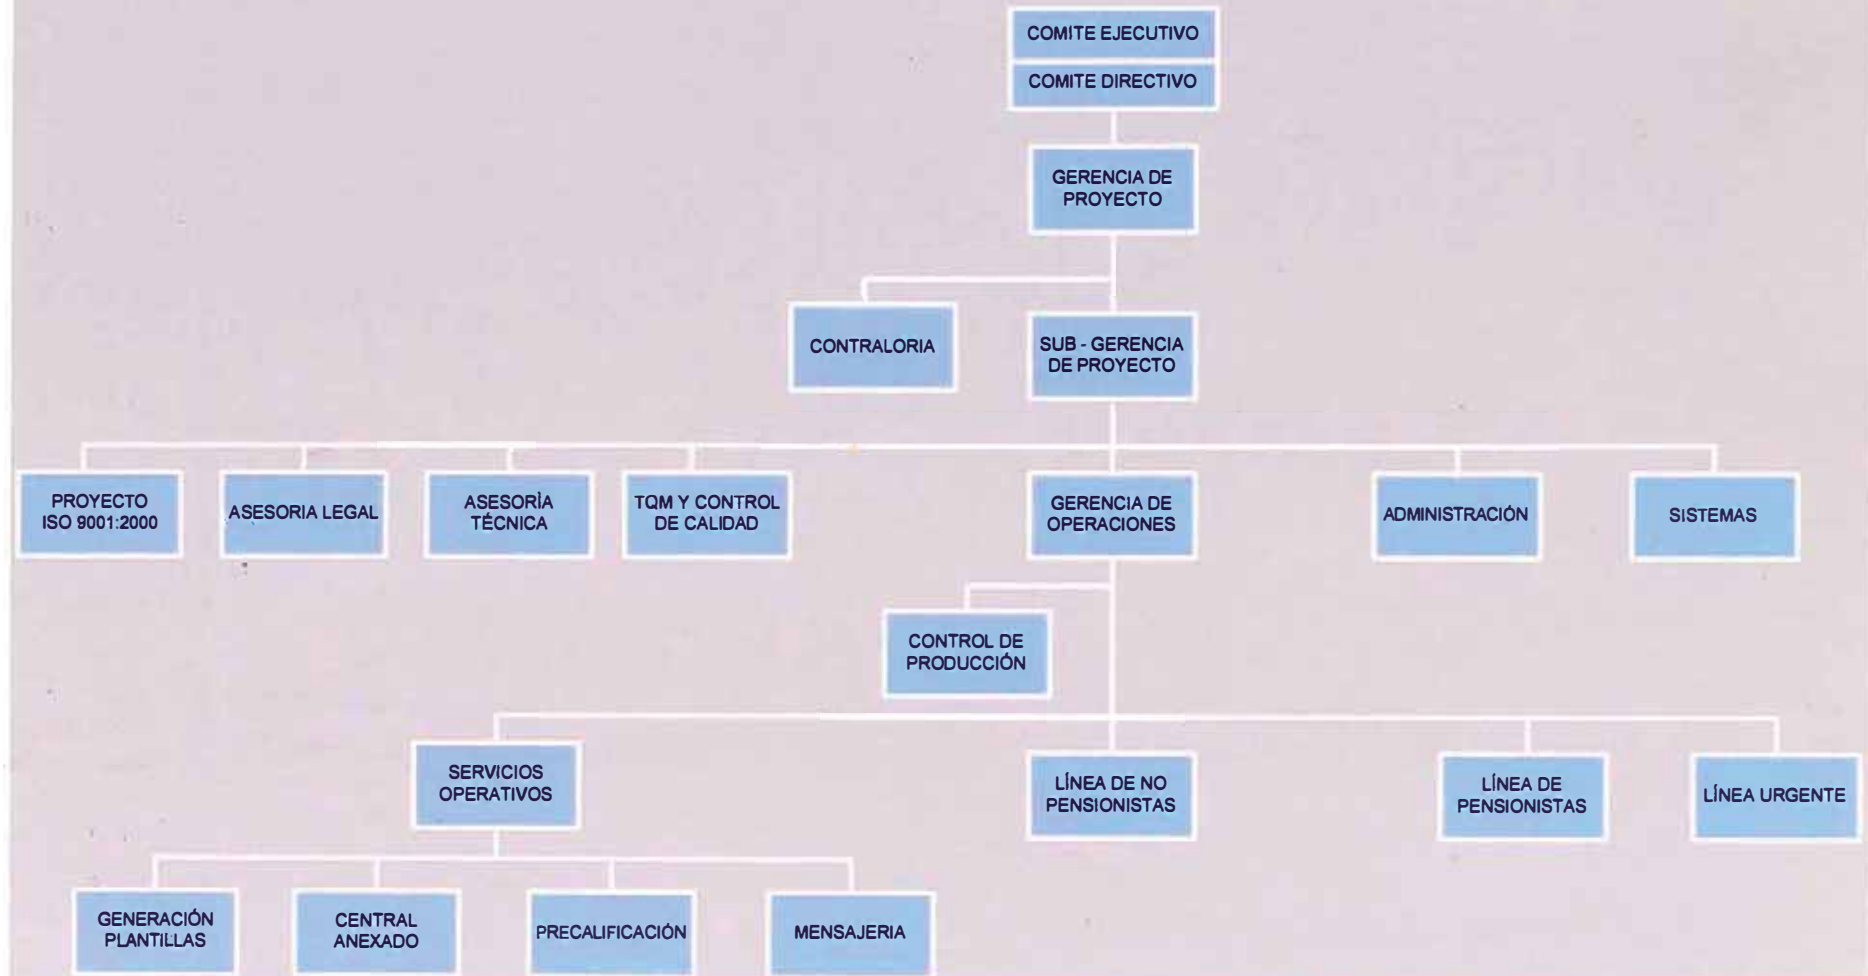 COMITE EJECUTIVO
COMITE DIRECTIVO
GERENCIA DE
PROYECTO
CONTRALORIA
SUB - GERENCIA
DE PROYECTO
PROYECTO
ISO 9001:2000
ASESORIA LEGAL
ASESORÌA
TÉCNICA
TQM Y CONTROL
DE CALIDAD
GERENCIA DE
OPERACIONES
ADMINISTRACIÓN
SISTEMAS
CONTROL DE
PRODUCCIÓN
SERVICIOS
OPERATIVOS
LÍNEA DE NO
PENSIONISTAS
LÍNEA DE
PENSIONISTAS
LÍNEA URGENTE
GENERACIÓN
PLANTILLAS
CENTRAL
ANEXADO
PRECALIFICACIÓN
MENSAJERIA